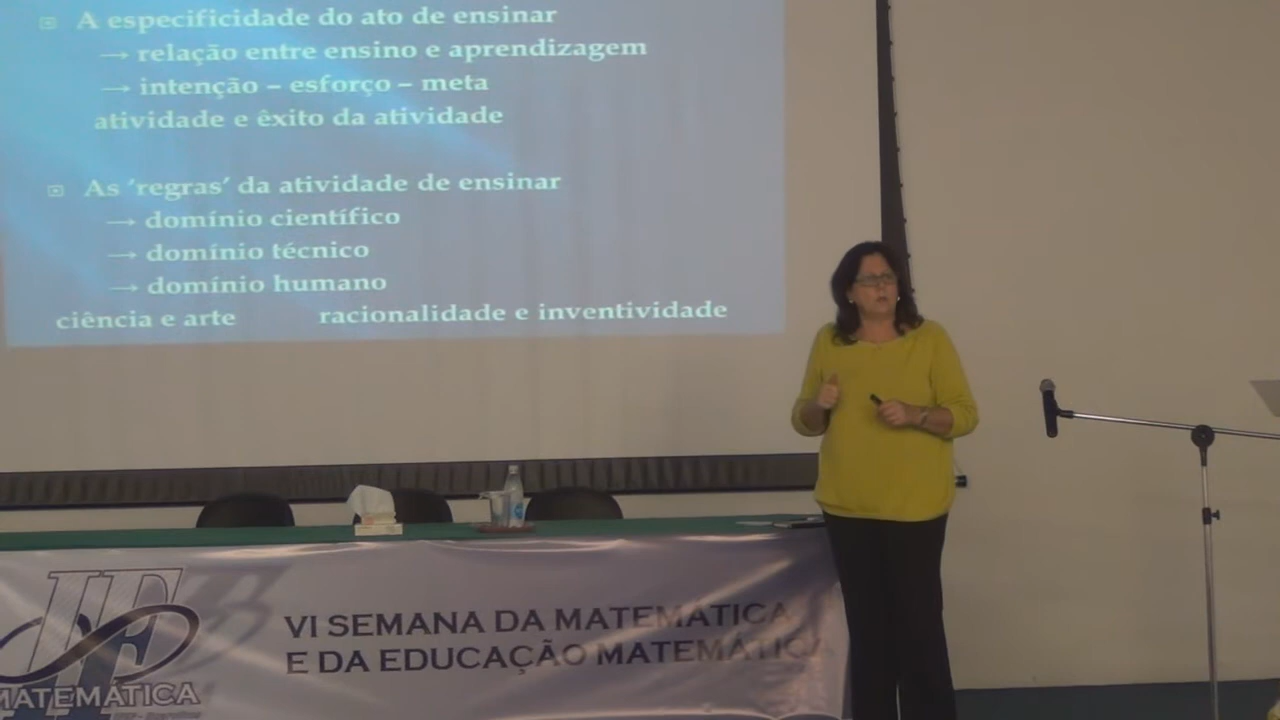 A especificidade do ato de ensinar
→ relação entre ensino e aprendizagem
→ intenção – esforço – meta
atividade e êxito da atividade
As 'regras' da atividade de ensinar
→ domínio científico
→ domínio técnico
→ domínio humano
ciência e arte racionalidade e inventividade
VI SEMANA DA MATEMÁTICA
E DA EDUCAÇÃO MATEMÁTICA
IF
MATEMÁTICA